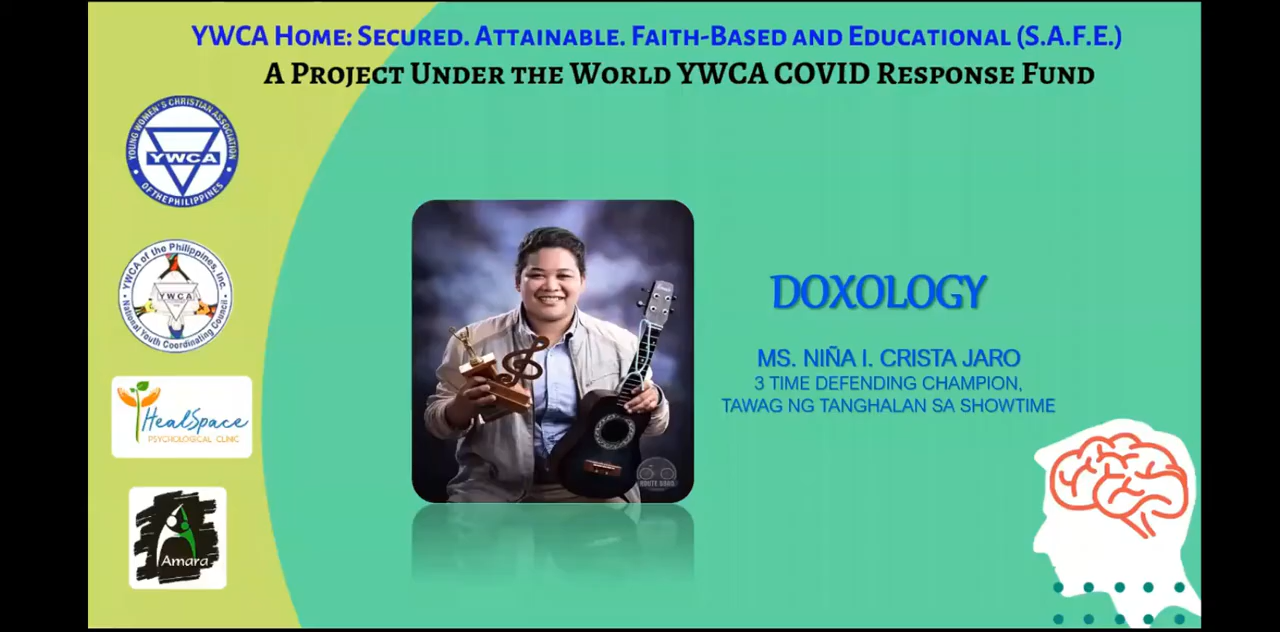 YWCA HOME: SECURED. ATTAINABLE. FAITH-BASED AND EDUCATIONAL (S.A.F.E.)
A PROJECT UNDER THE WORLD YWCA COVID RESPONSE FUND
YOUNG WOMEN'S CHRISTIAN ASSOCIATION
YWCA
OF THE PHILIPPINES
YWCA of the Philippines, Inc.
YWCA
National Youth Coordinating Council
HealSpace
PSYCHOLOGICAL CLINIC
Amara
DOXOLOGY
MS. NIÑA I. CRISTA JARO
3 TIME DEFENDING CHAMPION,
TAWAG NG TANGHALAN SA SHOWTIME